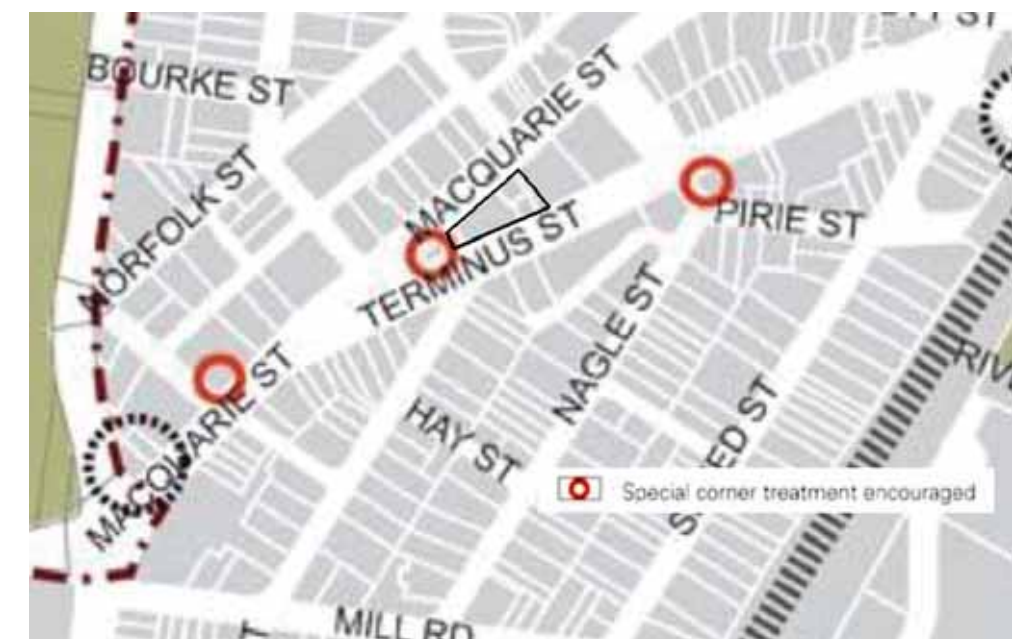 BOURKE ST
MACQUARIE ST
NORFOLK ST
TERMINUS ST
PIRIE ST
NAGLE ST
MACQUARIE ST
HAY ST
ST
Special corner treatment encouraged
MILL RD